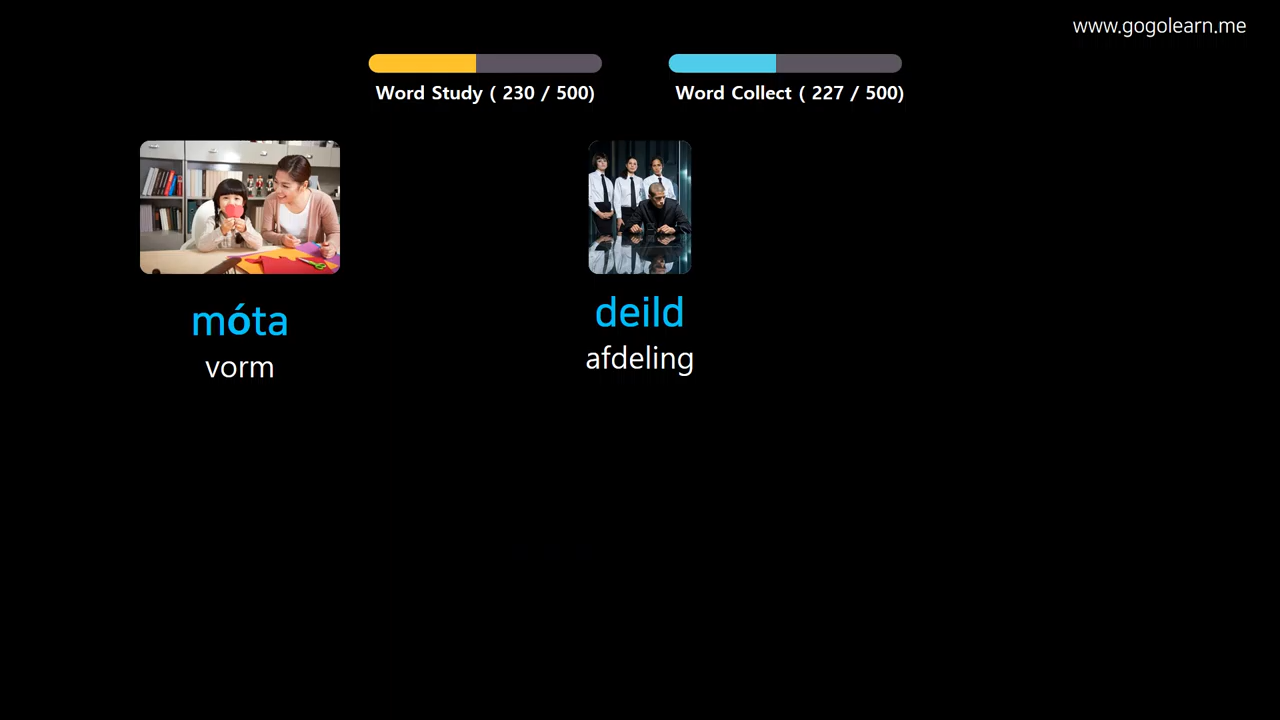 www.gogolearn.me
Word Study ( 230 / 500)
Word Collect ( 227 / 500)
móta
vorm
deild
afdeling